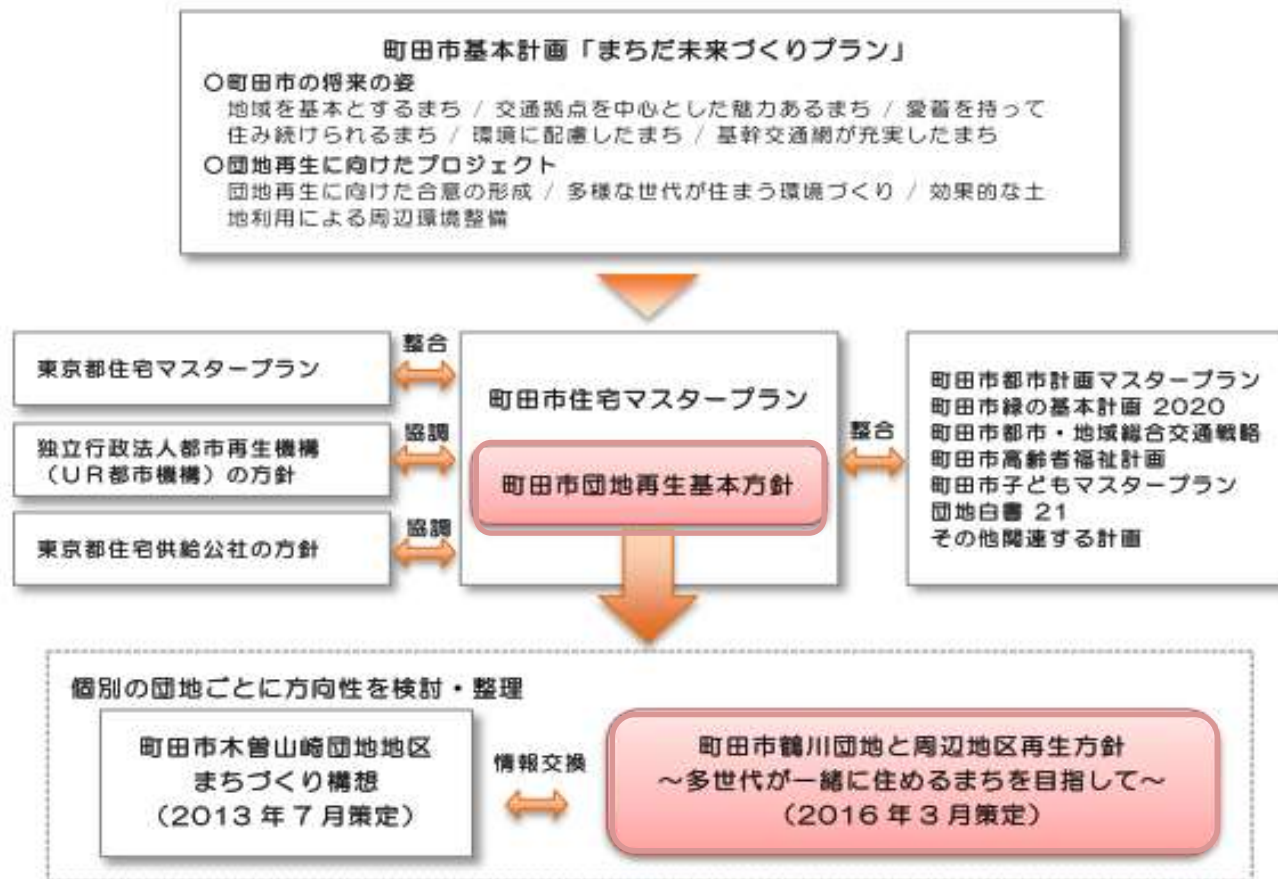 町田市基本計画「まちだ未来づくりプラン」
○町田市の将来の姿
地域を基本とするまち / 交通拠点を中心とした魅力あるまち / 愛着を持って
住み続けられるまち / 環境に配慮したまち / 基幹交通網が充実したまち
○団地再生に向けたプロジェクト
団地再生に向けた合意の形成 / 多様な世代が住まう環境づくり / 効果的な土
地利用による周辺環境整備
東京都住宅マスタープラン
整合
独立行政法人都市再生機構
(UR都市機構)の方針
協調
東京都住宅供給公社の方針
協調
町田市住宅マスタープラン
町田市団地再生基本方針
整合
町田市都市計画マスタープラン
町田市緑の基本計画 2020
町田市都市・地域総合交通戦略
町田市高齢者福祉計画
町田市子どもマスタープラン
団地白書 21
その他関連する計画
個別の団地ごとに方向性を検討・整理
町田市木曽山崎団地地区
まちづくり構想
(2013年7月策定)
情報交換
町田市鶴川団地と周辺地区再生方針
~多世代が一緒に住めるまちを目指して~
(2016年3月策定)